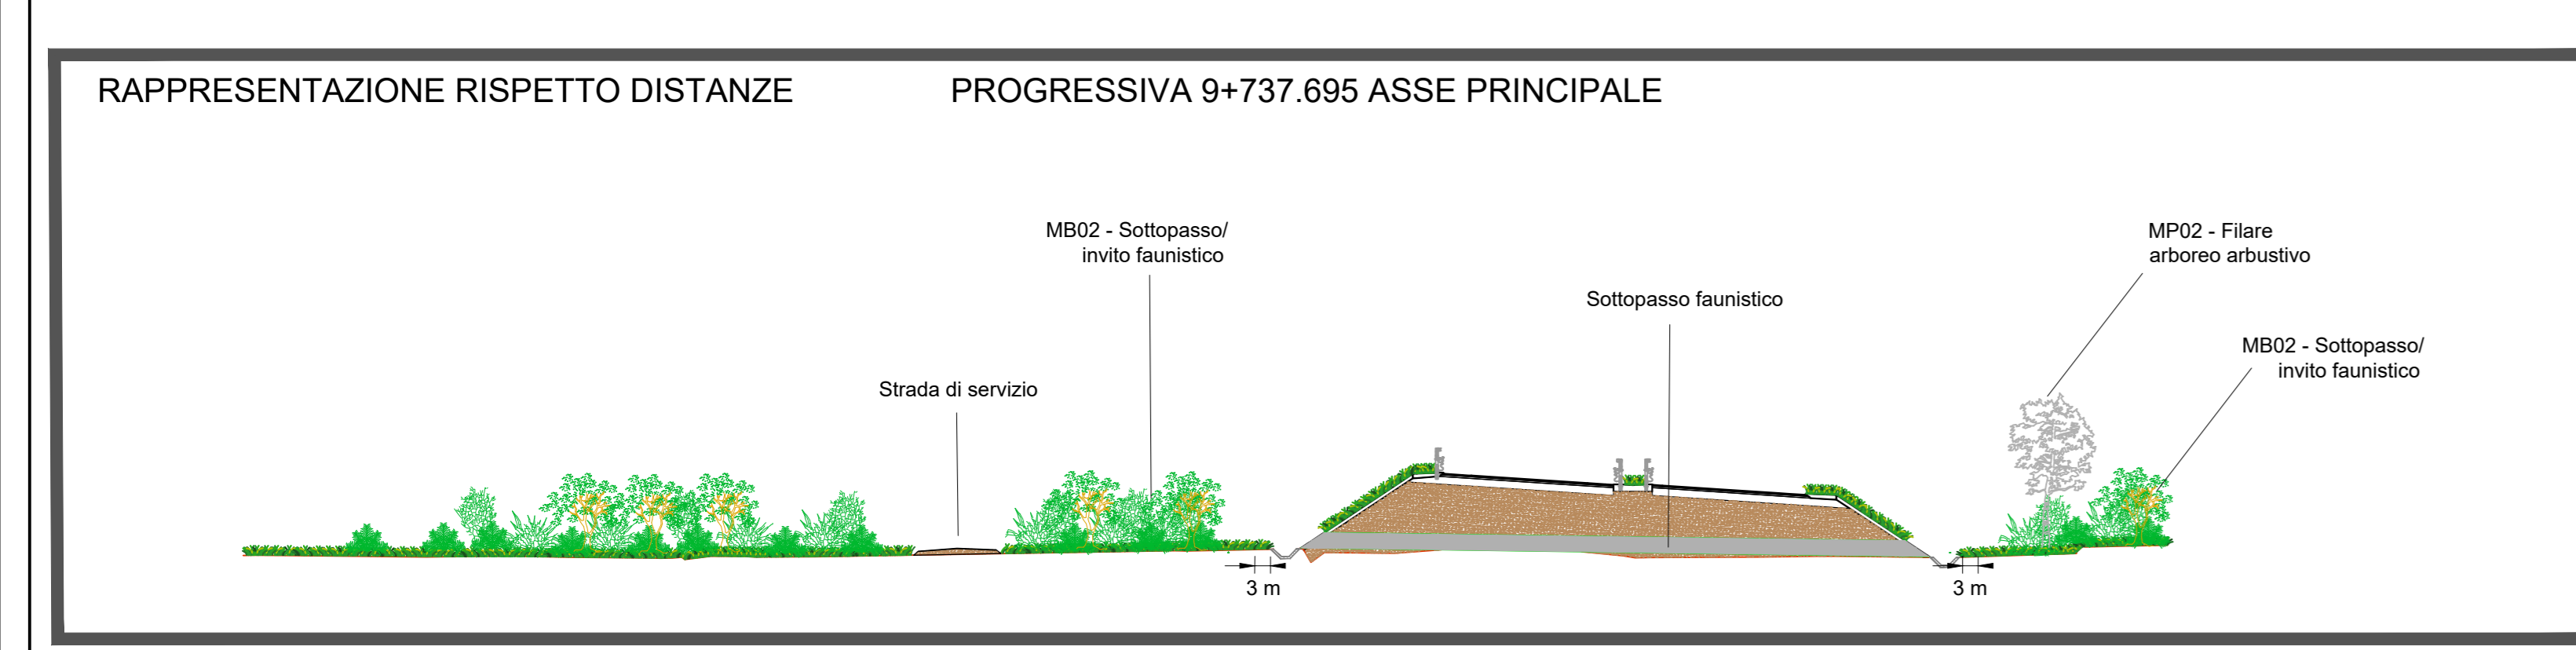 RAPPRESENTAZIONE RISPETTO DISTANZE
PROGRESSIVA 9+737.695 ASSE PRINCIPALE
MB02 - Sottopasso/
invito faunistico
MP02 - Filare
arboreo arbustivo
Sottopasso faunistico
MB02 - Sottopasso/
invito faunistico
Strada di servizio
3 m
3 m